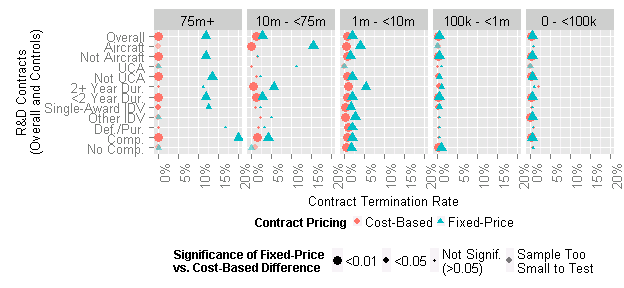 75m+ 10m - <75m 1m - <10m 100k - <1m 0 - <100k
R&D Contracts
(Overall and Controls)
Overall
Aircraft
Not Aircraft
UCA
Not UCA
2+ Year Dur.
<2 Year Dur.
Single-Award IDV
Other IDV
Def./Pur.
Comp.
No Comp.
0% 5% 10% 15% 20% 0% 5% 10% 15% 20% 0% 5% 10% 15% 20% 0% 5% 10% 15% 20% 0% 5% 10% 15% 20%
Contract Termination Rate
Contract Pricing Cost-Based Fixed-Price
Significance of Fixed-Price
vs. Cost-Based Difference
<0.01 <0.05
Not Signif.
(>0.05)
Sample Too
Small to Test